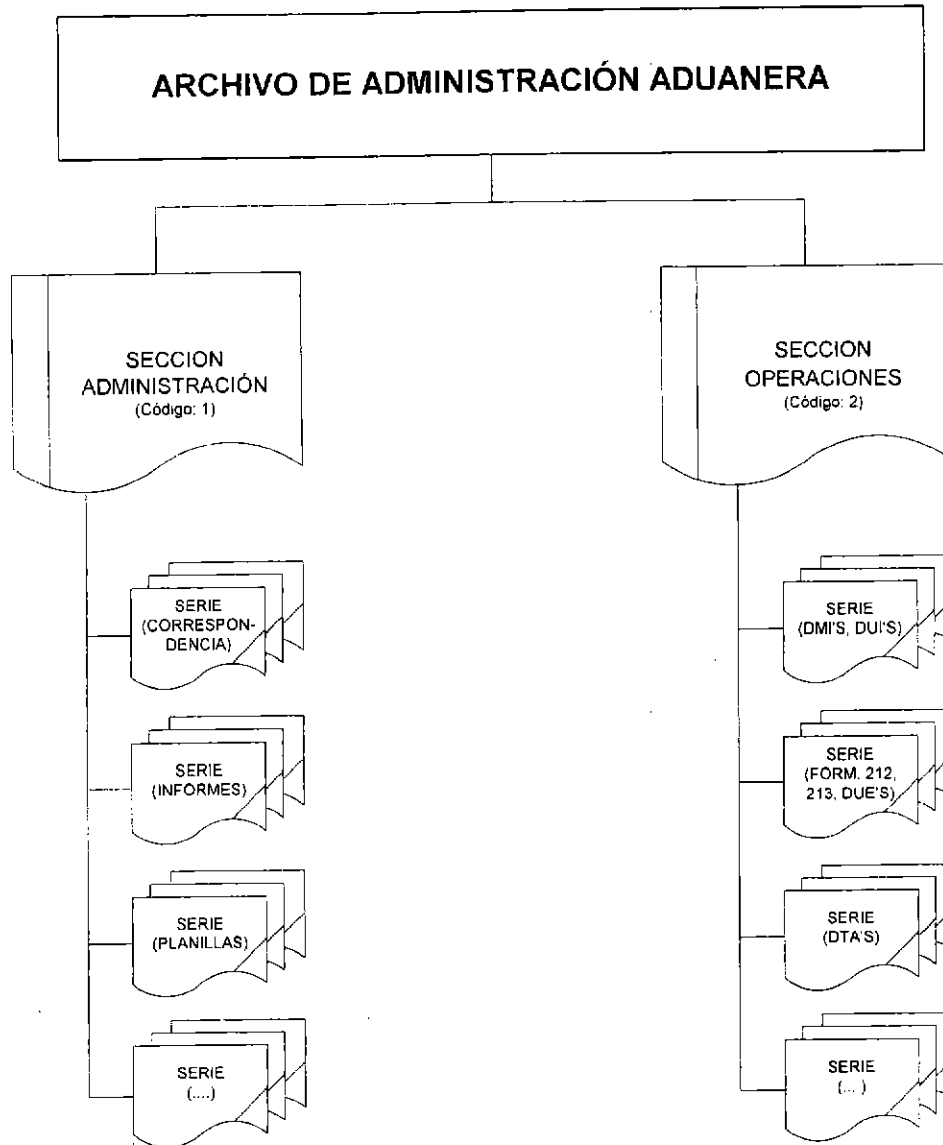 ARCHIVO DE ADMINISTRACIÓN ADUANERA
SECCION
ADMINISTRACIÓN
(Código: 1)
SERIE
(CORRESPON-
DENCIA)
SERIE
(INFORMES)
SERIE
(PLANILLAS)
SERIE
(....)
SECCION
OPERACIONES
(Código: 2)
SERIE
(DMI'S, DUI'S)
SERIE
(FORM. 212,
213, DUE'S)
SERIE
(DTA'S)
SERIE
(... )